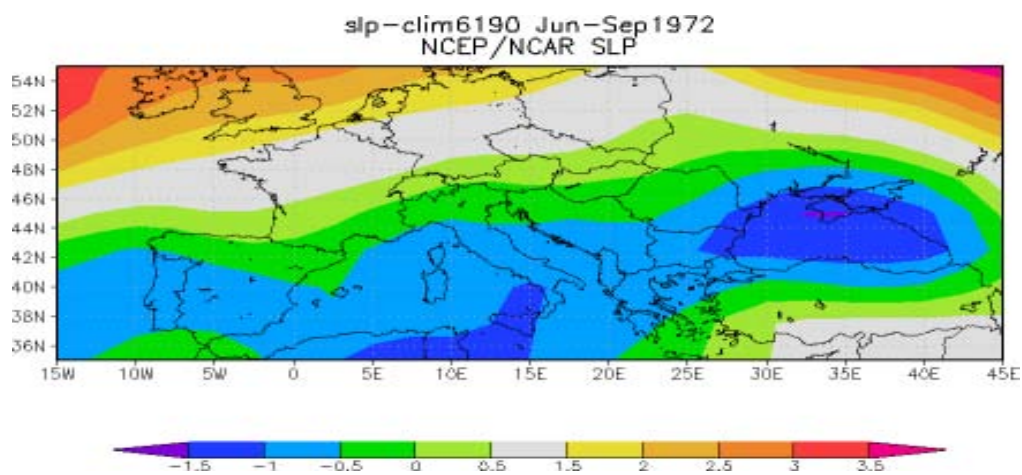 slp-clim6190 Jun-Sep1972
NCEP/NCAR SLP
54N
52N
50N
48N
46N
44N
42N
40N
38N
36N
15W 10W 5W 0 5E 10E 15E 20E 25E 30E 35E 40E 45E
-1.5 -1 -0.5 0 0.5 1.5 2 2.5 3 3.5